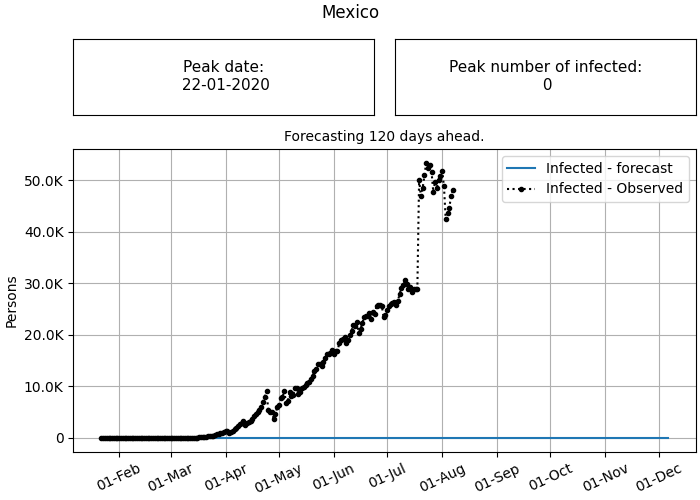 Mexico
Peak date:
22-01-2020
Peak number of infected:
0
Forecasting 120 days ahead.
Infected - forecast
Infected - Observed
Persons
50.0K
40.0K
30.0K
20.0K
10.0K
0
01-Feb
01-Mar
01-Apr
01-May
01-Jun
01-Jul
01-Aug
01-Sep
01-Oct
01-Nov
01-Dec